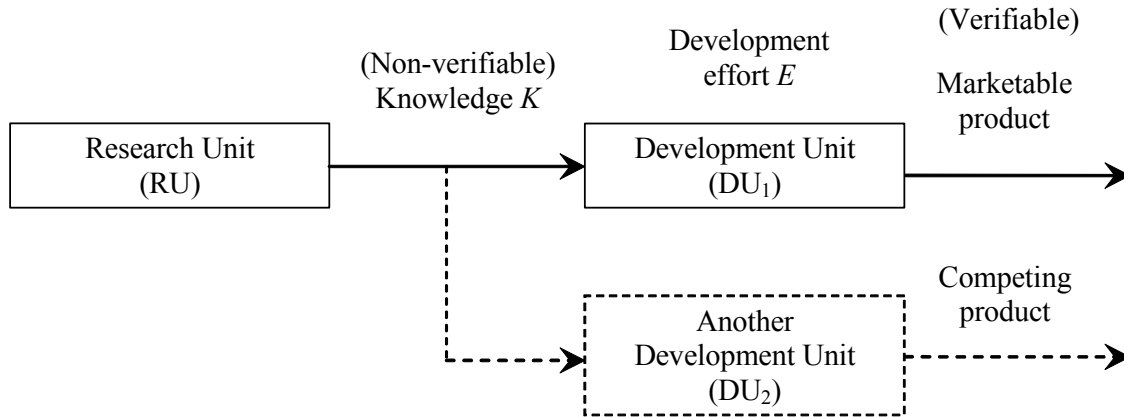 (Verifiable)
Development
effort E
(Non-verifiable)
Knowledge K
Marketable
product
Research Unit
(RU)
Development Unit
(DU₁)
Competing
product
Another
Development Unit
(DU₂)